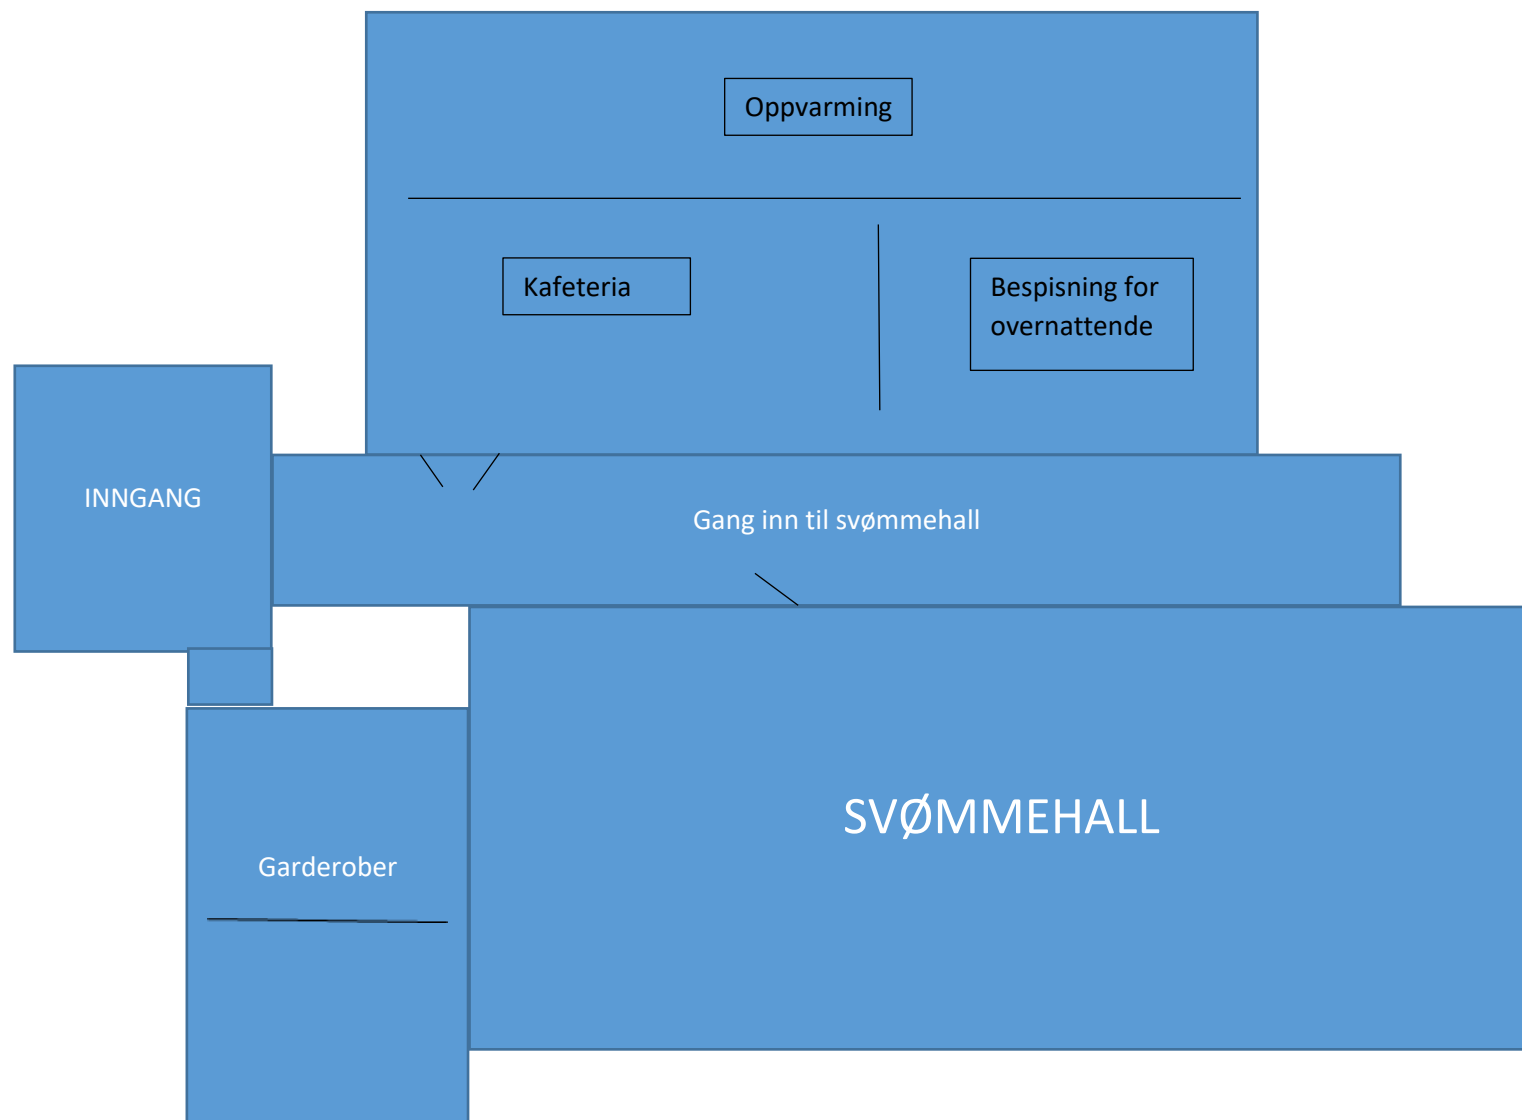 Oppvarming
Kafeteria
Bespisning for
overnattende
INNGANG
Gang inn til svømmehall
SVØMMEHALL
Garderober